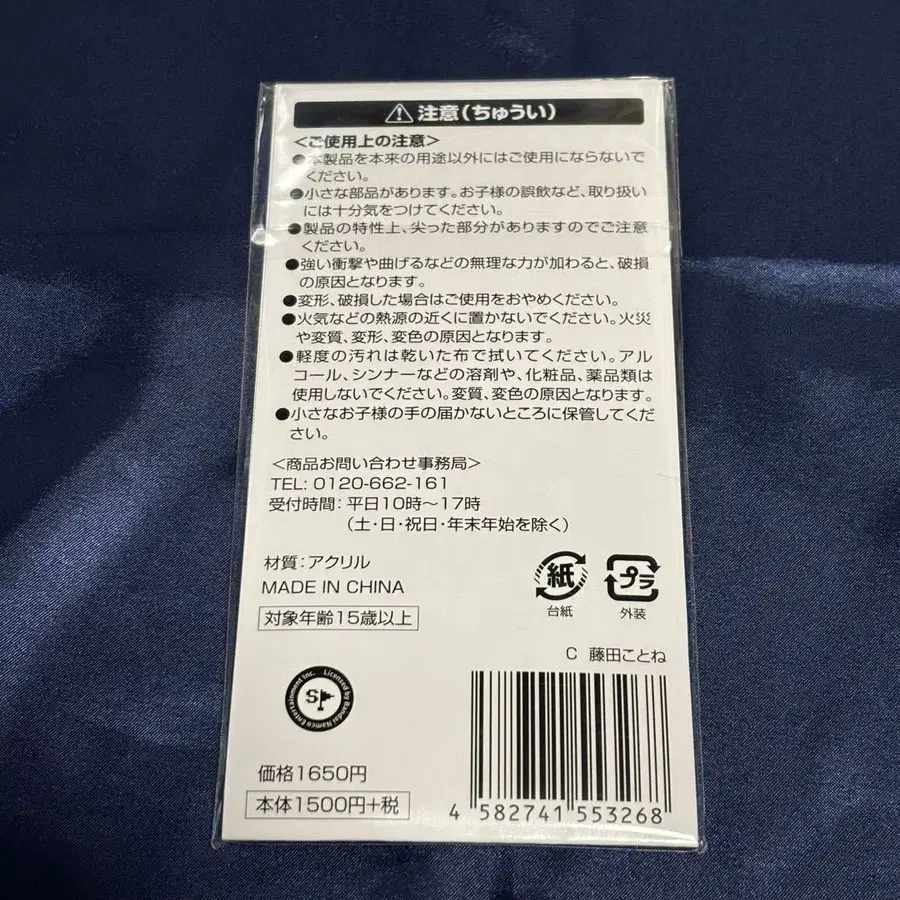 ⚠ 注意(ちゅうい)
<ご使用上の注意>
●本製品を本来の用途以外にはご使用にならないで
ください。
●小さな部品があります。お子様の誤飲など、取り扱い
には十分気をつけてください。
●製品の特性上、尖った部分がありますのでご注意
ください。
●強い衝撃や曲げるなどの無理な力が加わると、破損
の原因となります。
●変形、破損した場合はご使用をおやめください。
●火気などの熱源の近くに置かないでください。火災
や変質、変形、変色の原因となります。
●軽度の汚れは乾いた布で拭いてください。アル
コール、シンナーなどの溶剤や、化粧品、薬品類は
使用しないでください。変質、変色の原因となります。
●小さなお子様の手の届かないところに保管してくだ
さい。
<商品お問い合わせ事務局>
TEL: 0120-662-161
受付時間: 平日10時～17時
(土・日・祝日・年末年始を除く)
材質: アクリル
MADE IN CHINA
対象年齢15歳以上
紙
台紙
プラ
外装
C 藤田ことね
Licensed by Bandai Namco Entertainment Inc.
SP
価格1650円
本体1500円+税
4 582741 553268